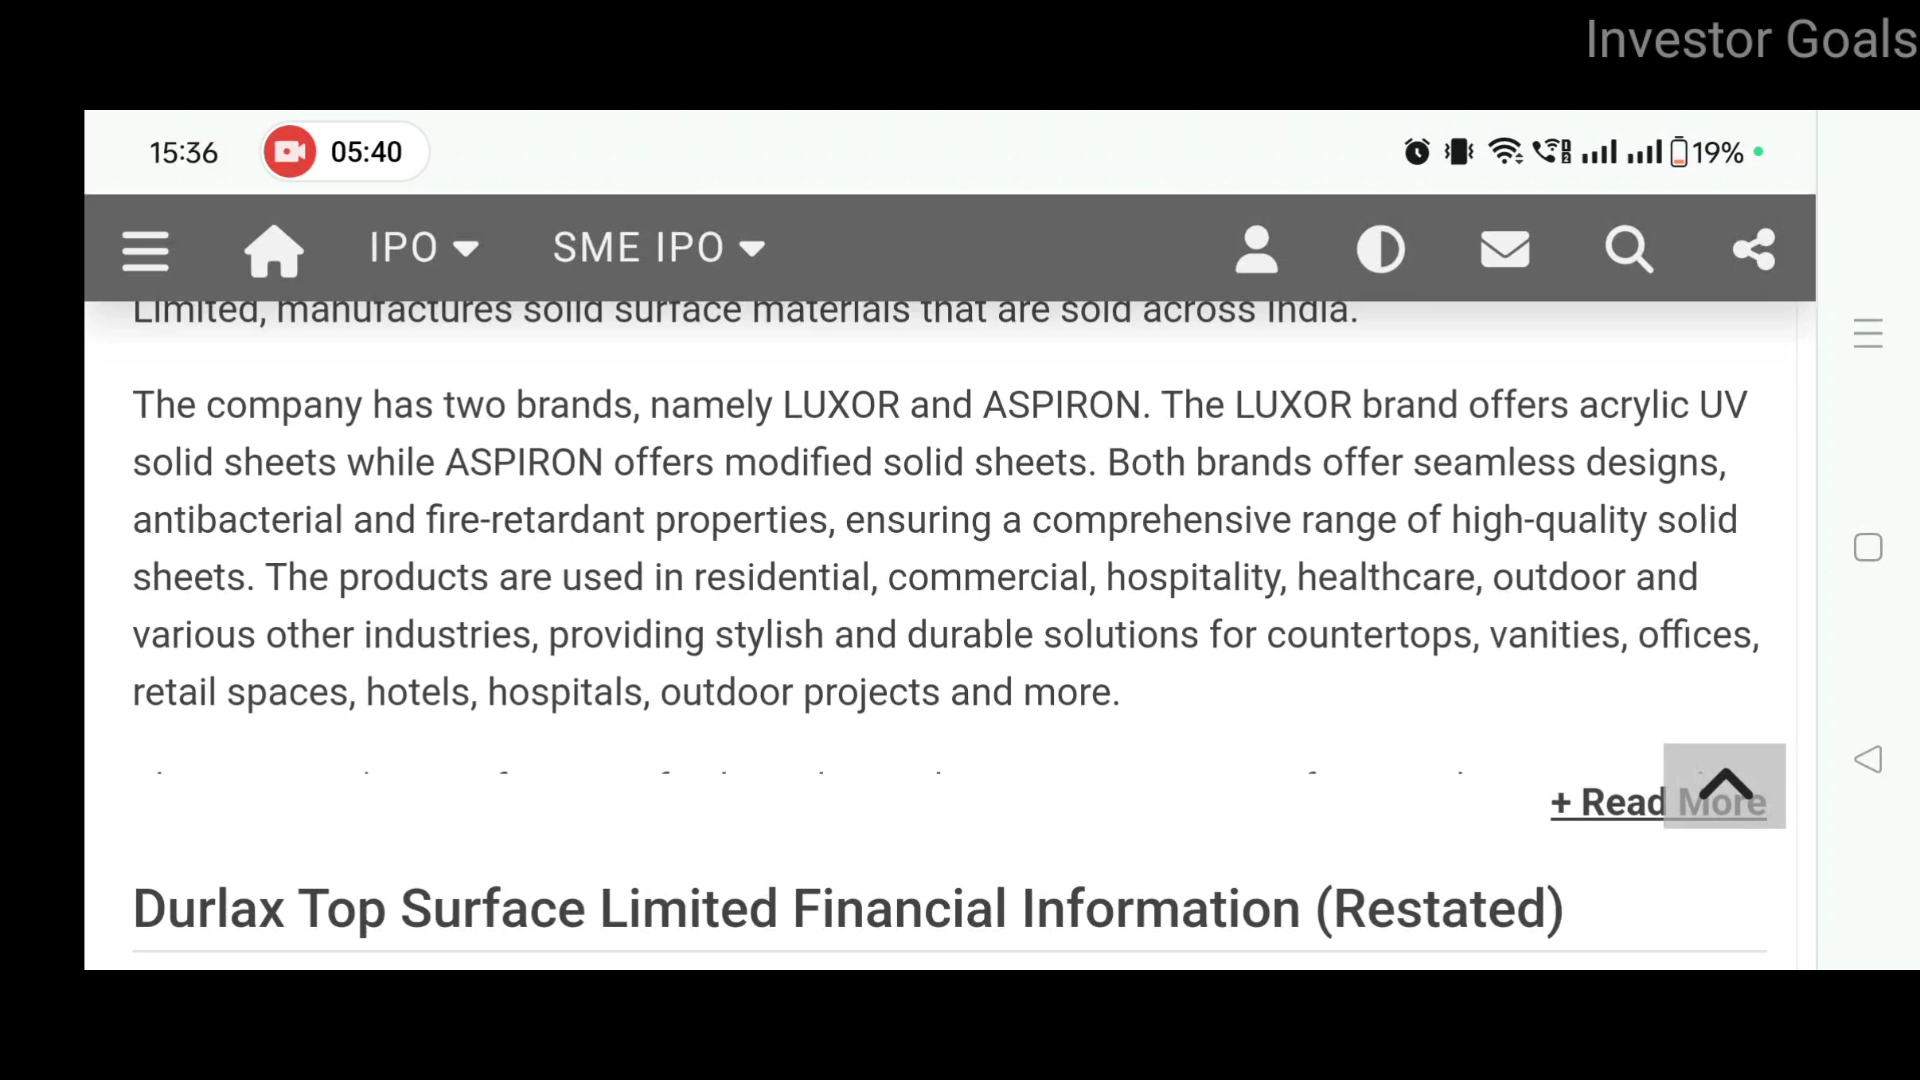 Investor Goals
15:36
05:40
19%
IPO
SME IPO
Limited, manufactures solid surface materials that are sold across India.
The company has two brands, namely LUXOR and ASPIRON. The LUXOR brand offers acrylic UV
solid sheets while ASPIRON offers modified solid sheets. Both brands offer seamless designs,
antibacterial and fire-retardant properties, ensuring a comprehensive range of high-quality solid
sheets. The products are used in residential, commercial, hospitality, healthcare, outdoor and
various other industries, providing stylish and durable solutions for countertops, vanities, offices,
retail spaces, hotels, hospitals, outdoor projects and more.
+ Read More
Durlax Top Surface Limited Financial Information (Restated)